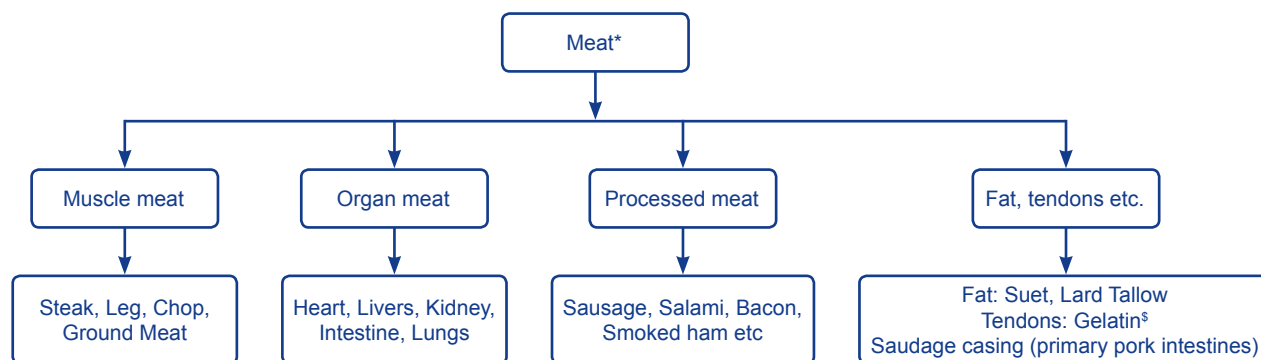 Meat*
Muscle meat
Organ meat
Processed meat
Fat, tendons etc.
Steak, Leg, Chop,
Ground Meat
Heart, Livers, Kidney,
Intestine, Lungs
Sausage, Salami, Bacon,
Smoked ham etc
Fat: Suet, Lard Tallow
Tendons: Gelatin$
Saudage casing (primary pork intestines)